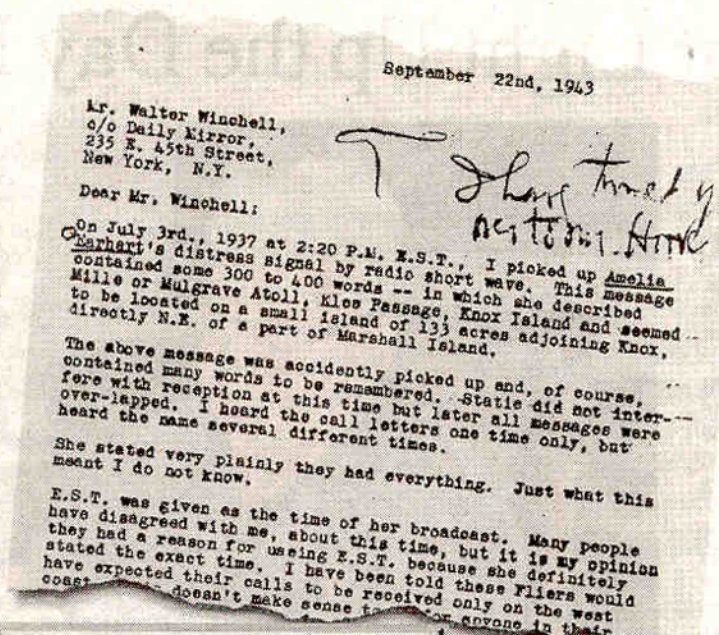 September 22nd, 1943
Mr. Walter Winchell,
c/o Daily Mirror,
235 E. 45th Street,
New York, N.Y.
Dear Mr. Winchell:
On July 3rd., 1937 at 2:20 P.M. E.S.T., I picked up Amelia
Earhart's distress signal by radio short wave. This message
contained some 300 to 400 words -- in which she described
Mille or Mulgrave Atoll, Klee Passage, Knox Island and seemed --
to be located on a small island of 133 acres adjoining Knox,
directly N.E. of a part of Marshall Island.
The above message was accidently picked up and, of course,
contained many words to be remembered. Static did not inter-
fere with reception at this time but later all messages were
over-lapped. I heard the call letters one time only, but
heard the name several different times.
She stated very plainly they had everything. Just what this
meant I do not know.
E.S.T. was given as the time of her broadcast. Many people
have disagreed with me, about this time, but it is my opinion
they had a reason for useing E.S.T. because she definitely
stated the exact time. I have been told these Fliers would
have expected their calls to be received only on the west
coast doesn't make sense for anyone in their